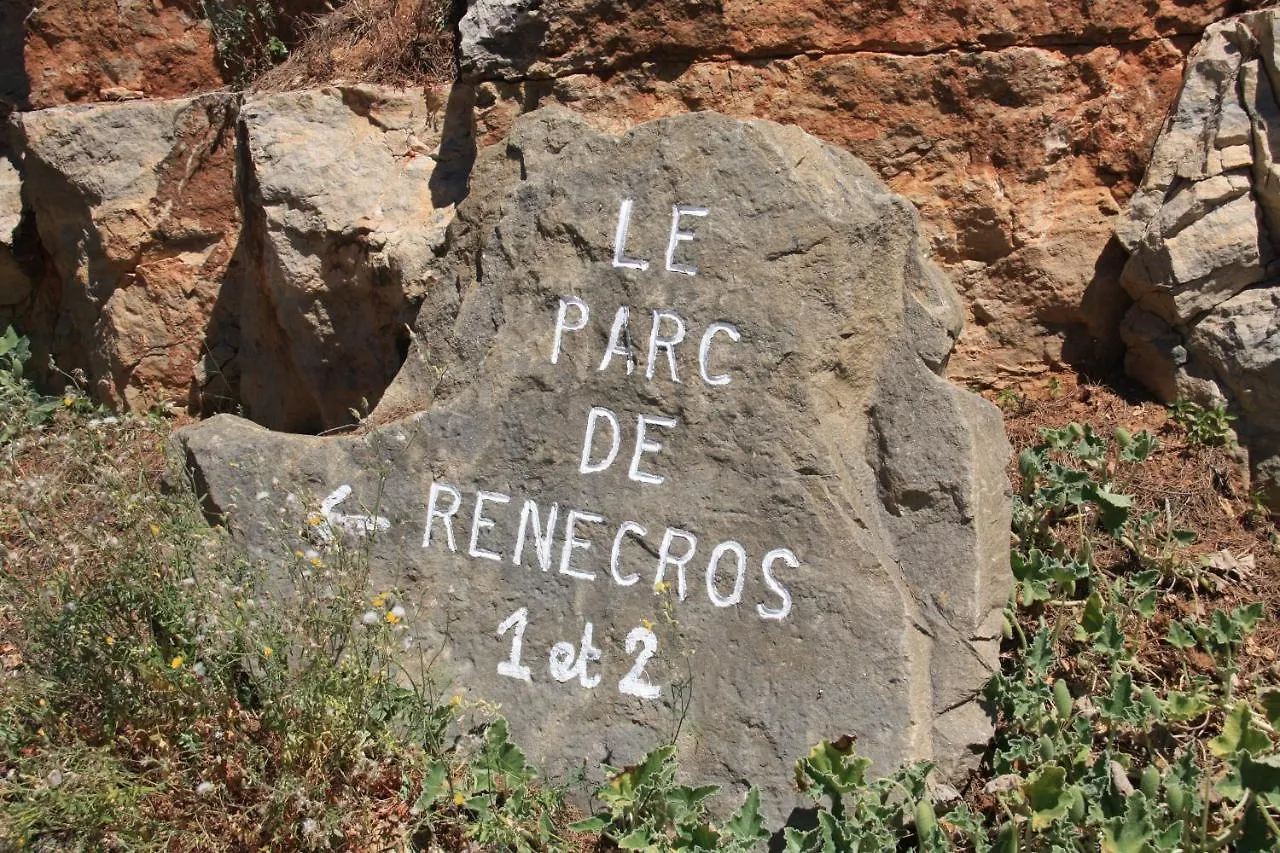 LE
PARC
DE
← RENECROS
1 et 2